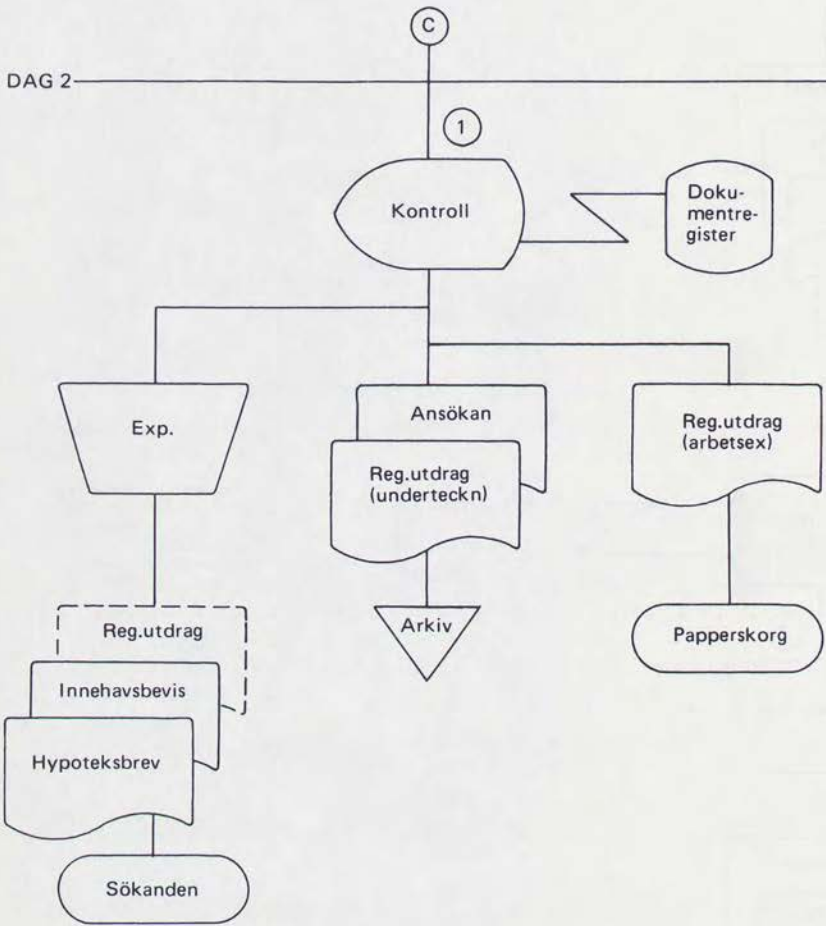 C
DAG 2
1
Kontroll
Doku-
mentre-
gister
Exp.
Ansökan
Reg.utdrag
(underteckn)
Reg.utdrag
(arbetsex)
Reg.utdrag
Innehavsbevis
Hypoteksbrev
Arkiv
Papperskorg
Sökanden